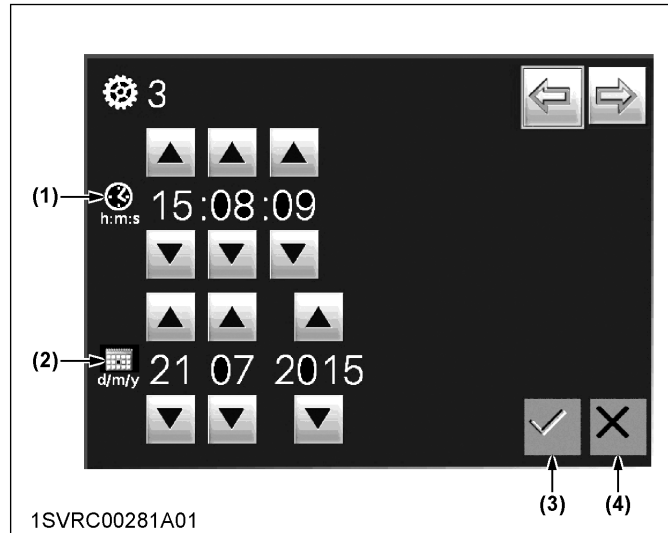 3
(1)
15:08:09
h:m:s
(2)
21 07 2015
d/m/y
(3)
(4)
1SVRC00281A01